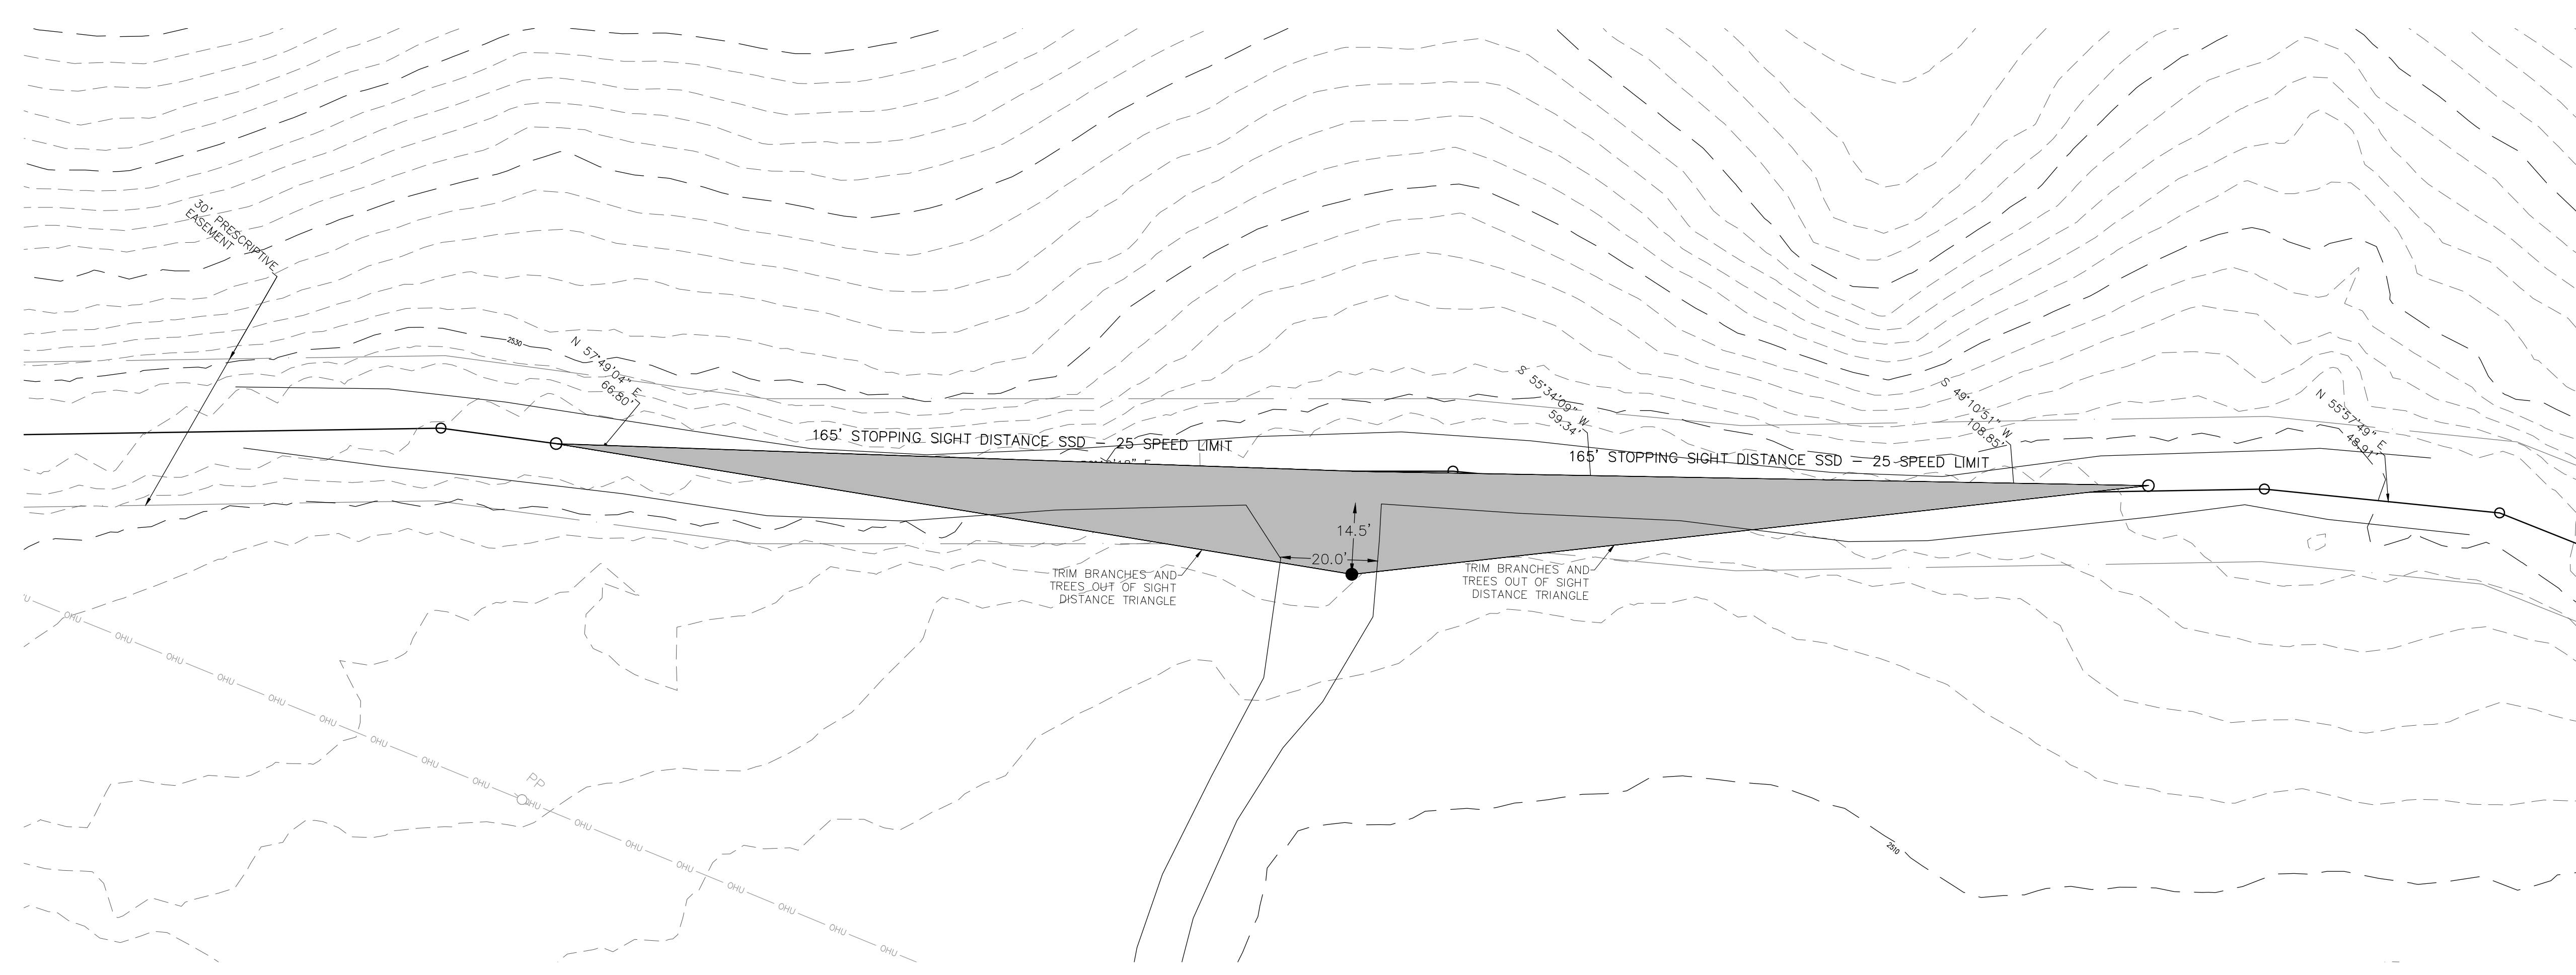 30' PRESCRIPTIVE
EASEMENT
2530
N 57°49'04" E
66.80'
165' STOPPING SIGHT DISTANCE SSD – 25 SPEED LIMIT
S 55°34'09" W
59.34'
165' STOPPING SIGHT DISTANCE SSD – 25 SPEED LIMIT
S 49°10'51" W
108.85'
N 55°57'49" E
48.91'
14.5'
20.0'
TRIM BRANCHES AND
TREES OUT OF SIGHT
DISTANCE TRIANGLE
TRIM BRANCHES AND
TREES OUT OF SIGHT
DISTANCE TRIANGLE
OHU
OHU
OHU
OHU
OHU
OHU
OHU
OHU
OHU
PP
OHU
OHU
OHU
OHU
OHU
OHU
OHU
OHU
2510